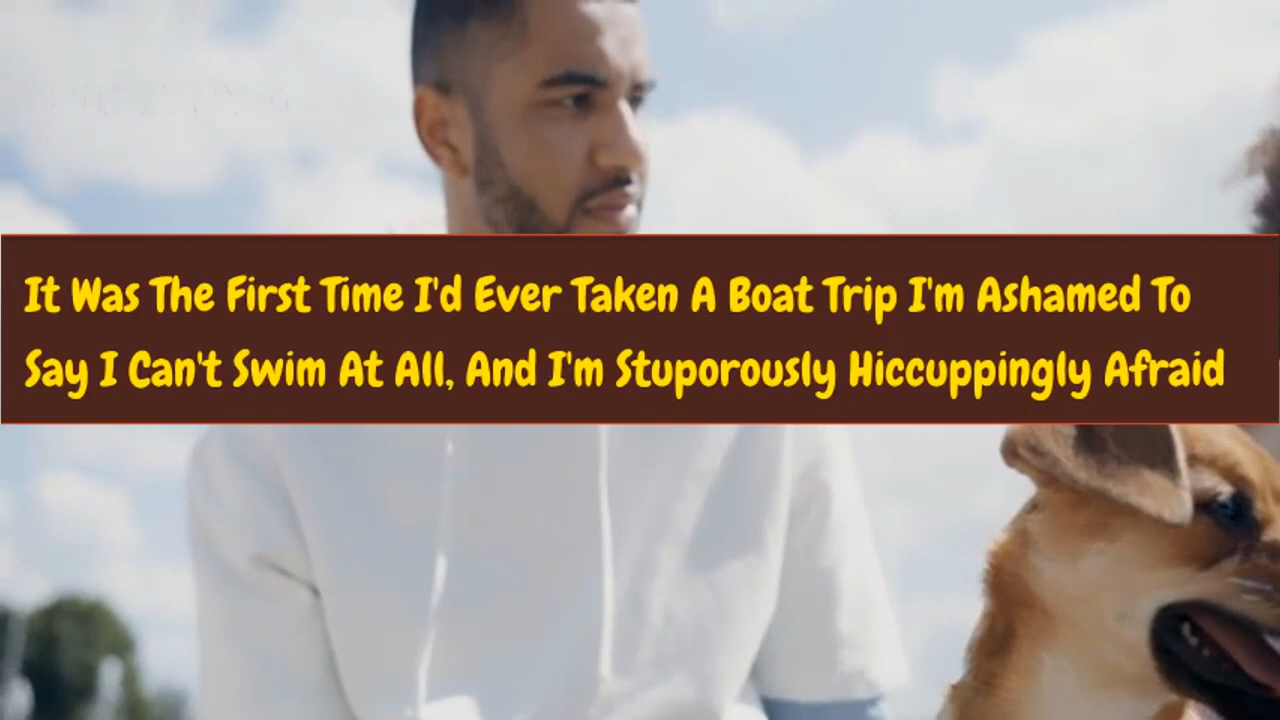 It Was The First Time I'd Ever Taken A Boat Trip I'm Ashamed To
Say I Can't Swim At All, And I'm Stuporously Hiccuppingly Afraid